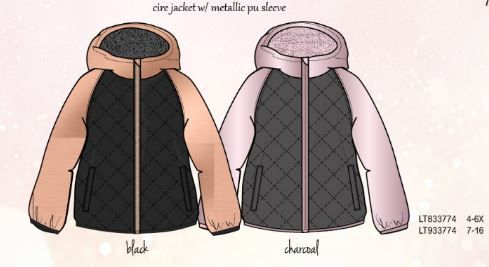 cire jacket w/ metallic pu sleeve
black
charcoal
LT833774 4-6X
LT933774 7-16